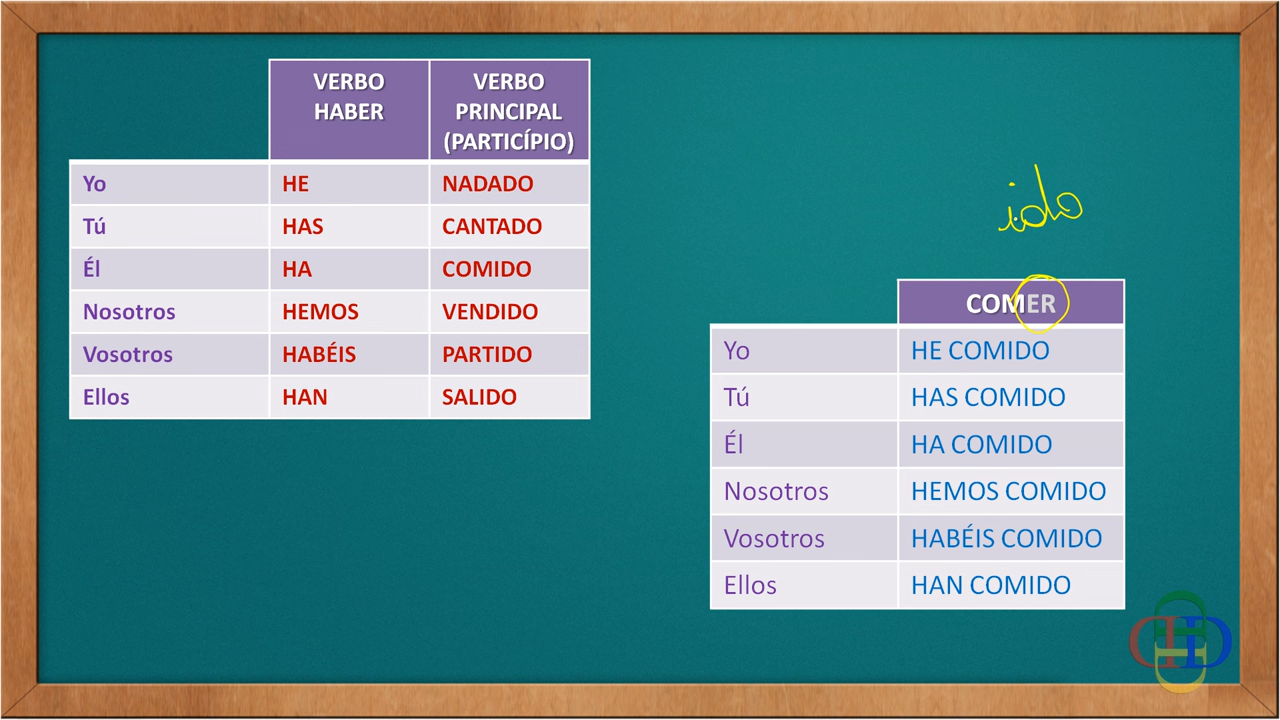 VERBO HABER VERBO PRINCIPAL (PARTICÍPIO)
Yo HE NADADO
Tú HAS CANTADO
Él HA COMIDO
Nosotros HEMOS VENDIDO
Vosotros HABÉIS PARTIDO
Ellos HAN SALIDO
ido
COMER
Yo HE COMIDO
Tú HAS COMIDO
Él HA COMIDO
Nosotros HEMOS COMIDO
Vosotros HABÉIS COMIDO
Ellos HAN COMIDO